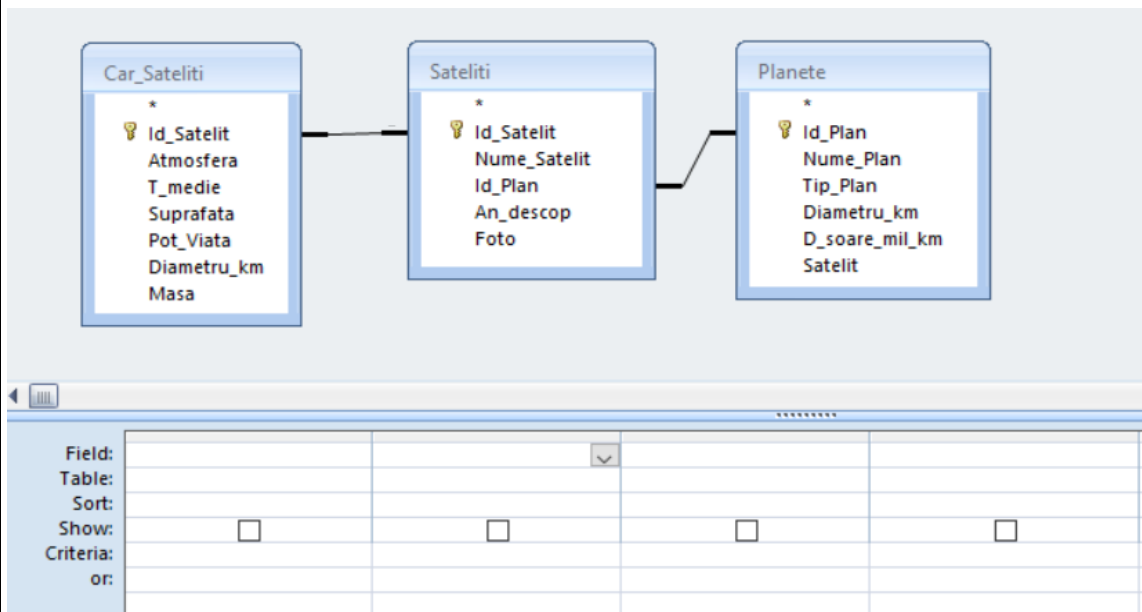 Car_Sateliti
*
Id_Satelit
Atmosfera
T_medie
Suprafata
Pot_Viata
Diametru_km
Masa
Sateliti
*
Id_Satelit
Nume_Satelit
Id_Plan
An_descop
Foto
Planete
*
Id_Plan
Nume_Plan
Tip_Plan
Diametru_km
D_soare_mil_km
Satelit
Field:
Table:
Sort:
Show:
Criteria:
or: